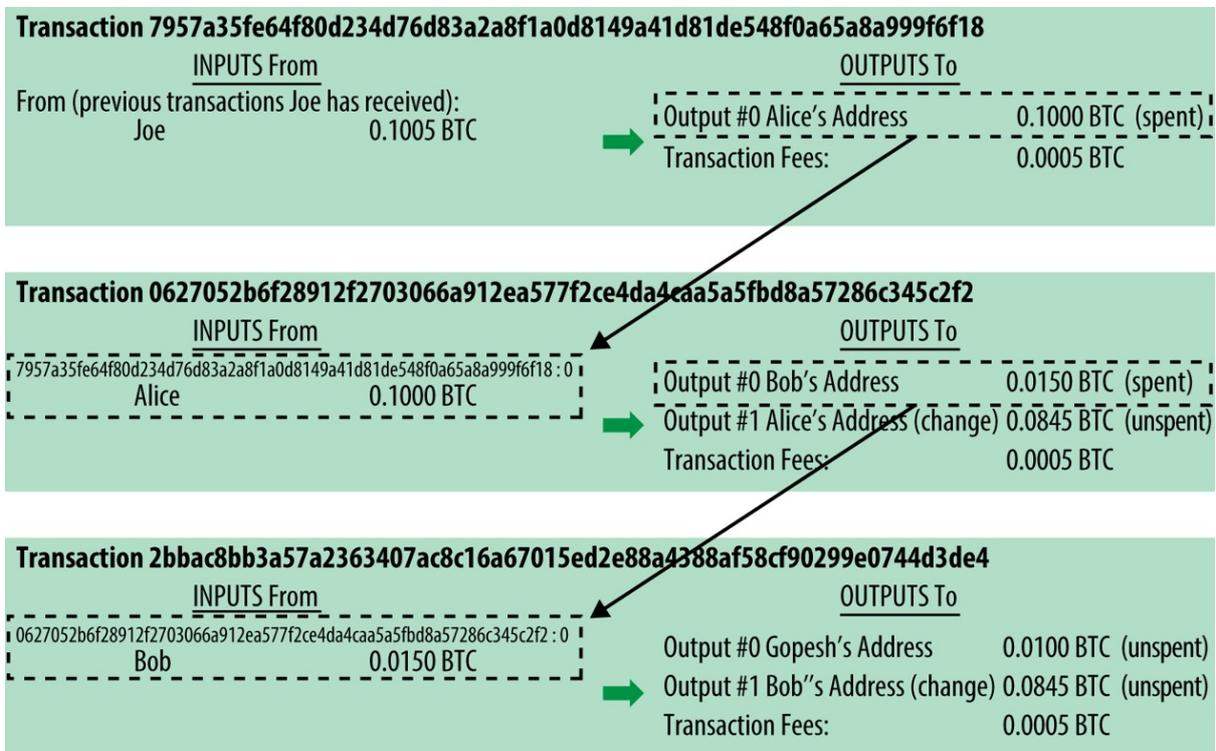 Transaction 7957a35fe64f80d234d76d83a2a8f1a0d8149a41d81de548f0a65a8a999f6f18
INPUTS From OUTPUTS To
From (previous transactions Joe has received):
Joe 0.1005 BTC
Output #0 Alice’s Address 0.1000 BTC (spent)
Transaction Fees: 0.0005 BTC
Transaction 0627052b6f28912f2703066a912ea577f2ce4da4caa5a5fbd8a57286c345c2f2
INPUTS From OUTPUTS To
7957a35fe64f80d234d76d83a2a8f1a0d8149a41d81de548f0a65a8a999f6f18 : 0
Alice 0.1000 BTC
Output #0 Bob’s Address 0.0150 BTC (spent)
Output #1 Alice’s Address (change) 0.0845 BTC (unspent)
Transaction Fees: 0.0005 BTC
Transaction 2bbac8bb3a57a2363407ac8c16a67015ed2e88a4388af58cf90299e0744d3de4
INPUTS From OUTPUTS To
0627052b6f28912f2703066a912ea577f2ce4da4caa5a5fbd8a57286c345c2f2 : 0
Bob 0.0150 BTC
Output #0 Gopesh’s Address 0.0100 BTC (unspent)
Output #1 Bob’’s Address (change) 0.0845 BTC (unspent)
Transaction Fees: 0.0005 BTC